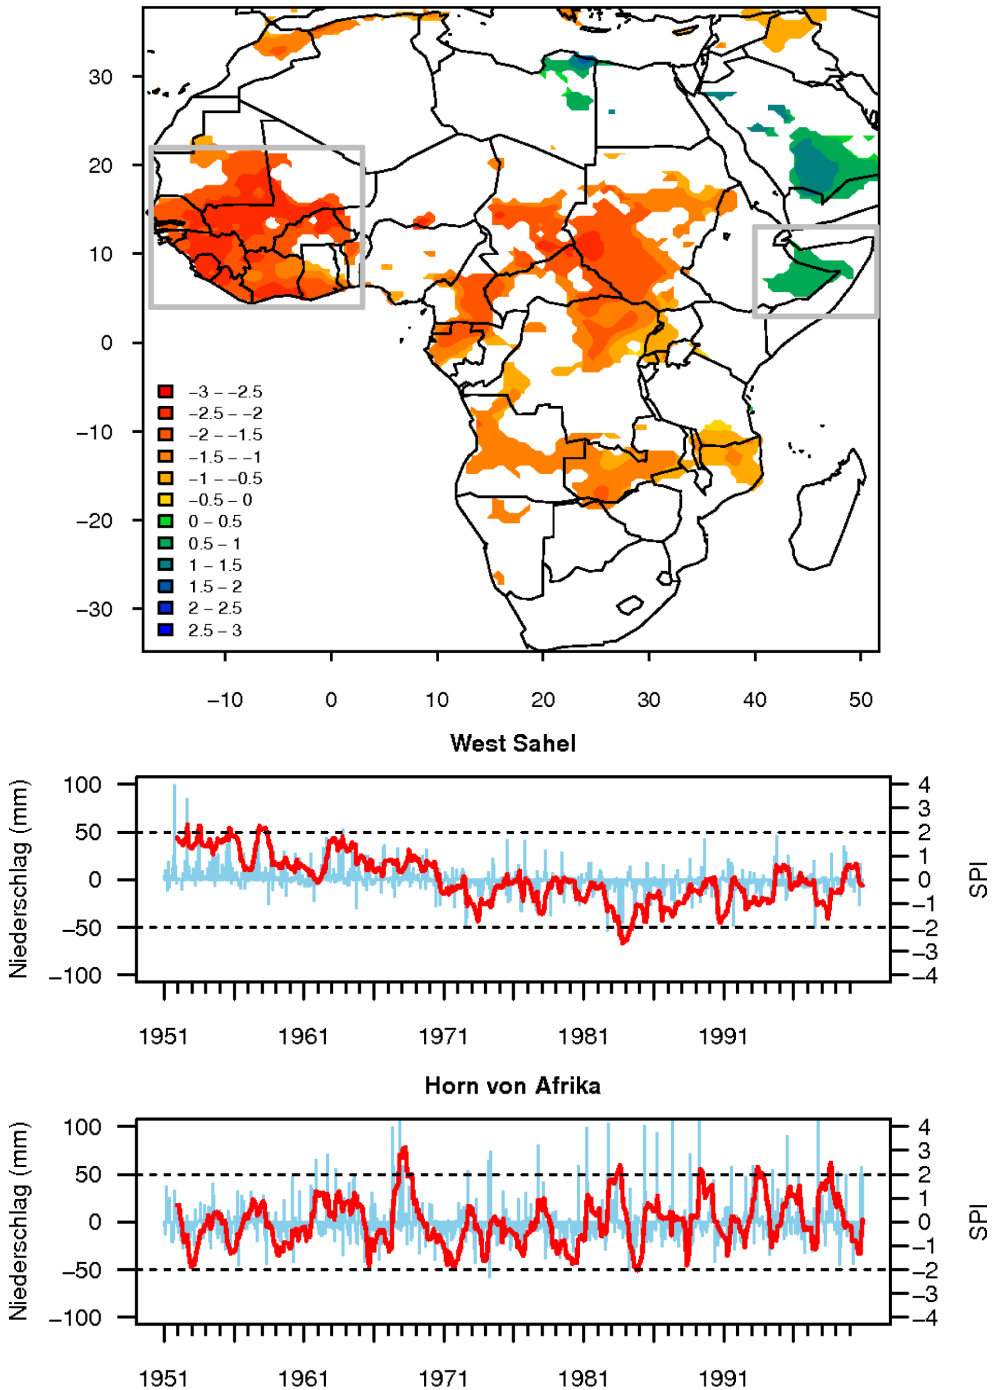 30
20
10
0
−10
−20
−30
−3 − −2.5
−2.5 − −2
−2 − −1.5
−1.5 − −1
−1 − −0.5
−0.5 − 0
0 − 0.5
0.5 − 1
1 − 1.5
1.5 − 2
2 − 2.5
2.5 − 3
−10 0 10 20 30 40 50
West Sahel
Niederschlag (mm)
100
50
0
−50
−100
4
3
2
1
0
−1
−2
−3
−4
SPI
1951 1961 1971 1981 1991
Horn von Afrika
Niederschlag (mm)
100
50
0
−50
−100
4
3
2
1
0
−1
−2
−3
−4
SPI
1951 1961 1971 1981 1991